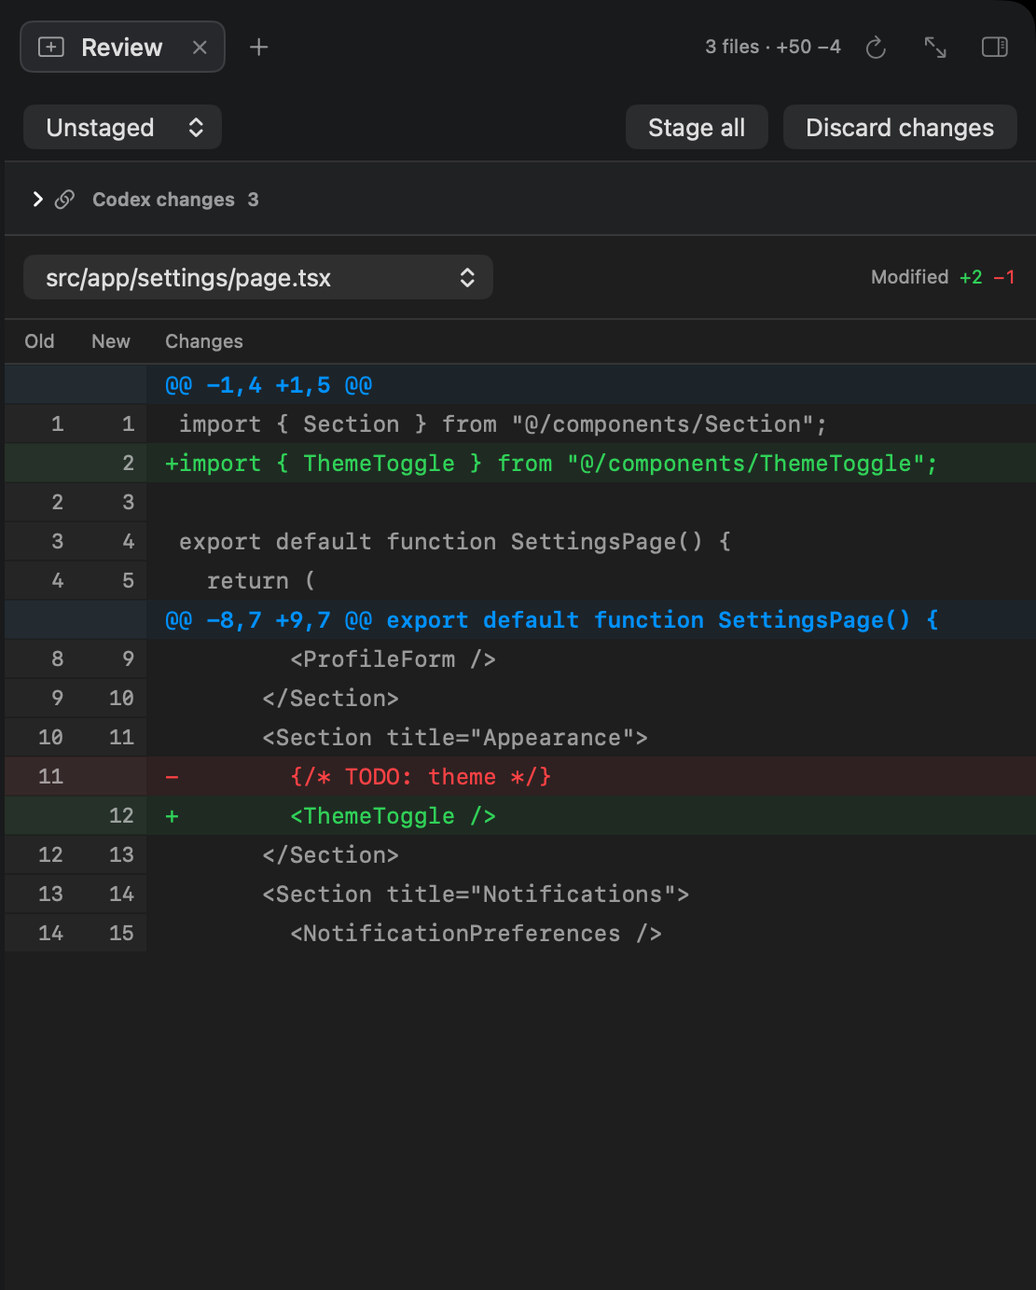 Review
3 files · +50 −4
Unstaged
Stage all
Discard changes
Codex changes 3
src/app/settings/page.tsx
Modified +2 −1
Old New Changes
@@ −1,4 +1,5 @@
1 1 import { Section } from "@/components/Section";
2 +import { ThemeToggle } from "@/components/ThemeToggle";
2 3
3 4 export default function SettingsPage() {
4 5 return (
@@ −8,7 +9,7 @@ export default function SettingsPage() {
8 9 <ProfileForm />
9 10 </Section>
10 11 <Section title="Appearance">
11 − {/* TODO: theme */}
12 + <ThemeToggle />
12 13 </Section>
13 14 <Section title="Notifications">
14 15 <NotificationPreferences />